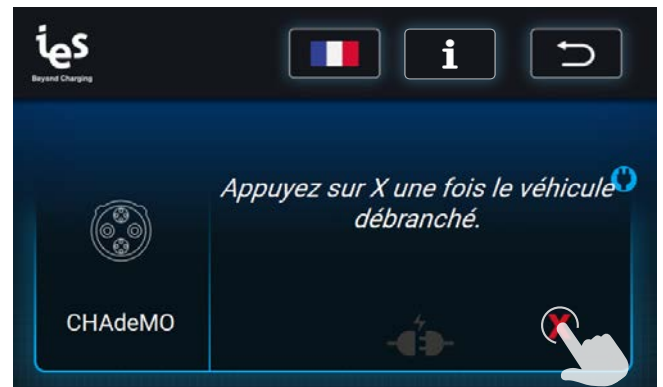 ies
Beyond Charging
i
Appuyez sur X une fois le véhicule
débranché.
CHAdeMO
X